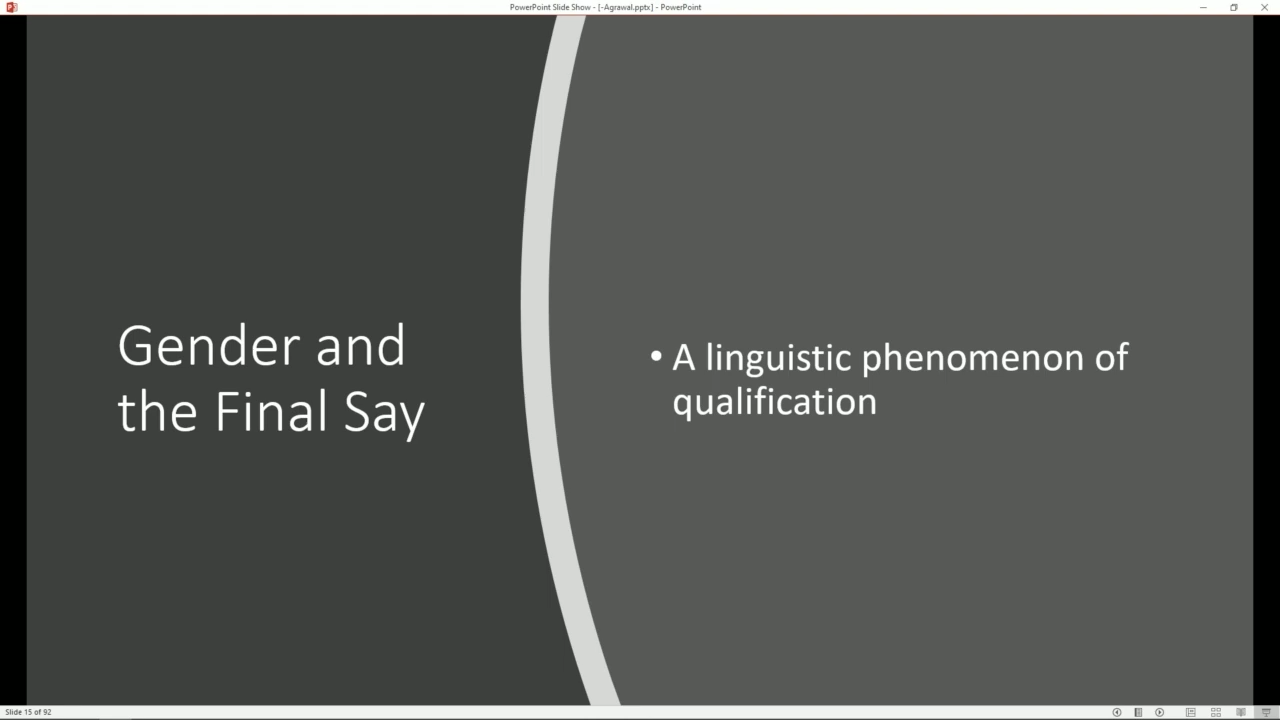 PowerPoint Slide Show - [-Agrawal.pptx] - PowerPoint
Gender and
the Final Say
• A linguistic phenomenon of
qualification
Slide 15 of 92